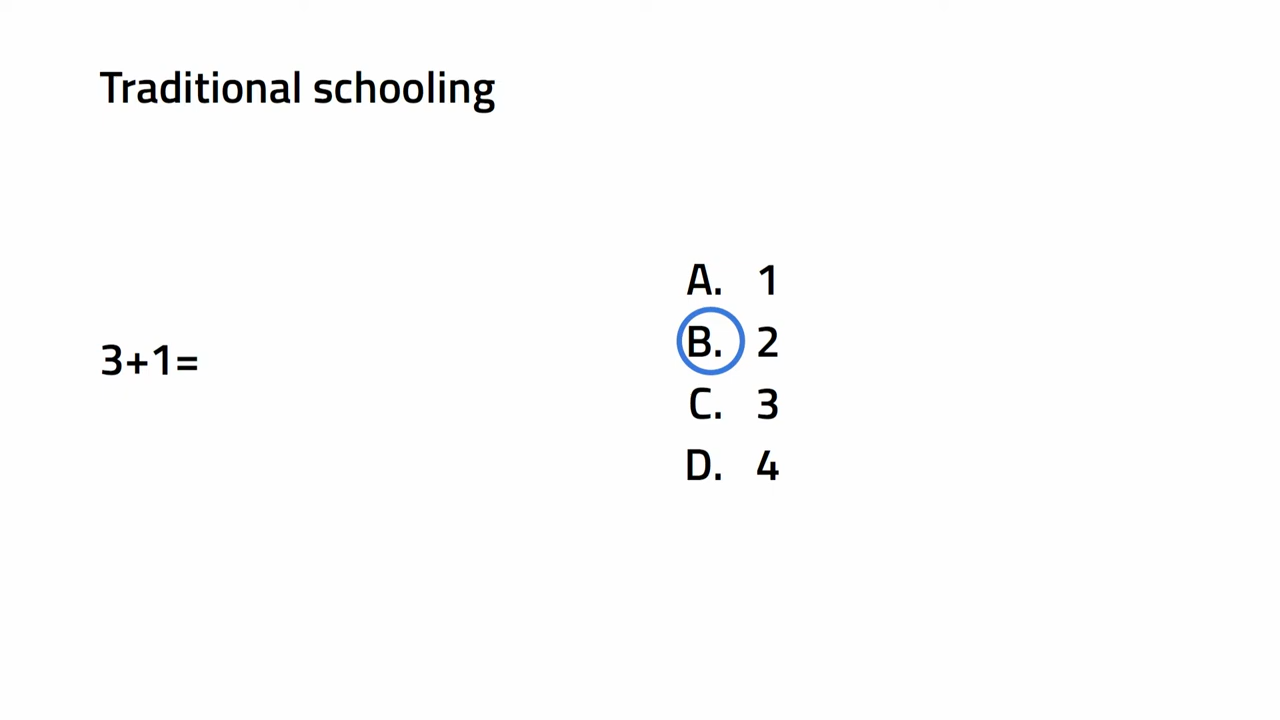 Traditional schooling
3+1=
A. 1
B. 2
C. 3
D. 4